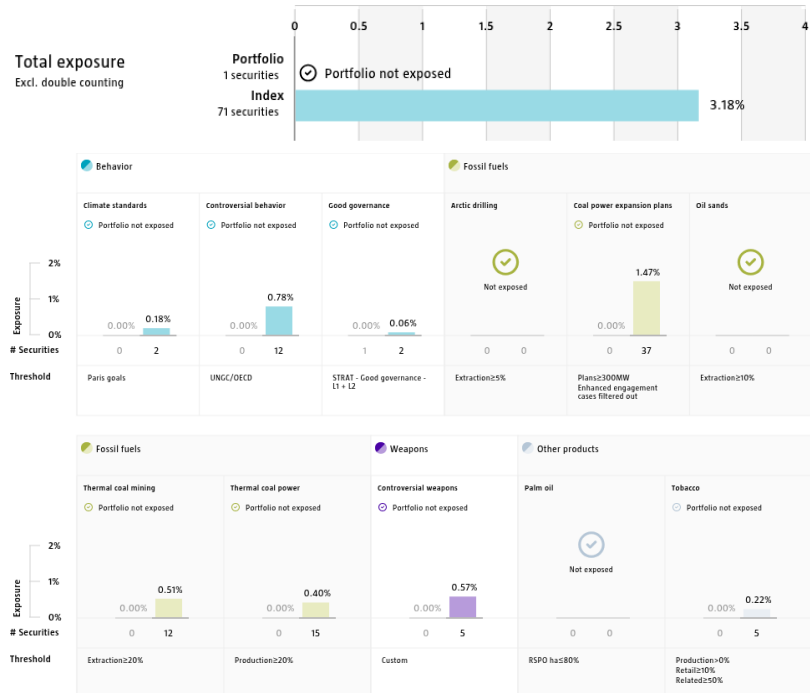 0 0.5 1 1.5 2 2.5 3 3.5 4
Total exposure
Excl. double counting
Portfolio
1 securities
Portfolio not exposed
Index
71 securities
3.18%
Behavior
Fossil fuels
Climate standards
Controversial behavior
Good governance
Arctic drilling
Coal power expansion plans
Oil sands
Portfolio not exposed
Portfolio not exposed
Portfolio not exposed
Portfolio not exposed
Not exposed
Not exposed
Exposure
2%
1%
0%
0.00% 0.18%
0.00% 0.78%
0.00% 0.06%
0.00% 1.47%
# Securities
0 2
0 12
1 2
0 0
0 37
0 0
Threshold
Paris goals
UNGC/OECD
STRAT - Good governance -
L1 + L2
Extraction≥5%
Plans≥300MW
Enhanced engagement
cases filtered out
Extraction≥10%
Fossil fuels
Weapons
Other products
Thermal coal mining
Thermal coal power
Controversial weapons
Palm oil
Tobacco
Portfolio not exposed
Portfolio not exposed
Portfolio not exposed
Not exposed
Portfolio not exposed
Exposure
2%
1%
0%
0.00% 0.51%
0.00% 0.40%
0.00% 0.57%
0.00% 0.22%
# Securities
0 12
0 15
0 5
0 0
0 5
Threshold
Extraction≥20%
Production≥20%
Custom
RSPO ha≤80%
Production>0%
Retail≥10%
Related≥50%